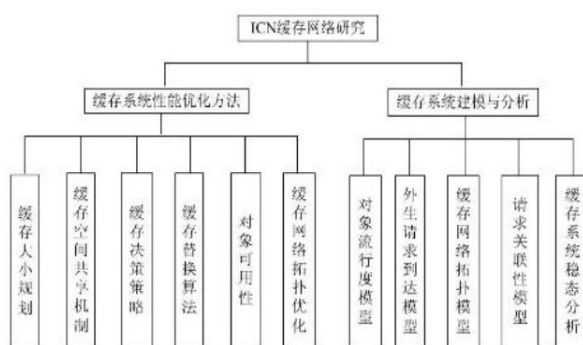 ICN缓存网络研究
缓存系统性能优化方法
缓存系统建模与分析
缓存大小规划
缓存空间共享机制
缓存决策策略
缓存替换算法
对象可用性
缓存网络拓扑优化
对象流行度模型
外生请求到达模型
缓存网络拓扑模型
请求关联性模型
缓存系统稳态分析